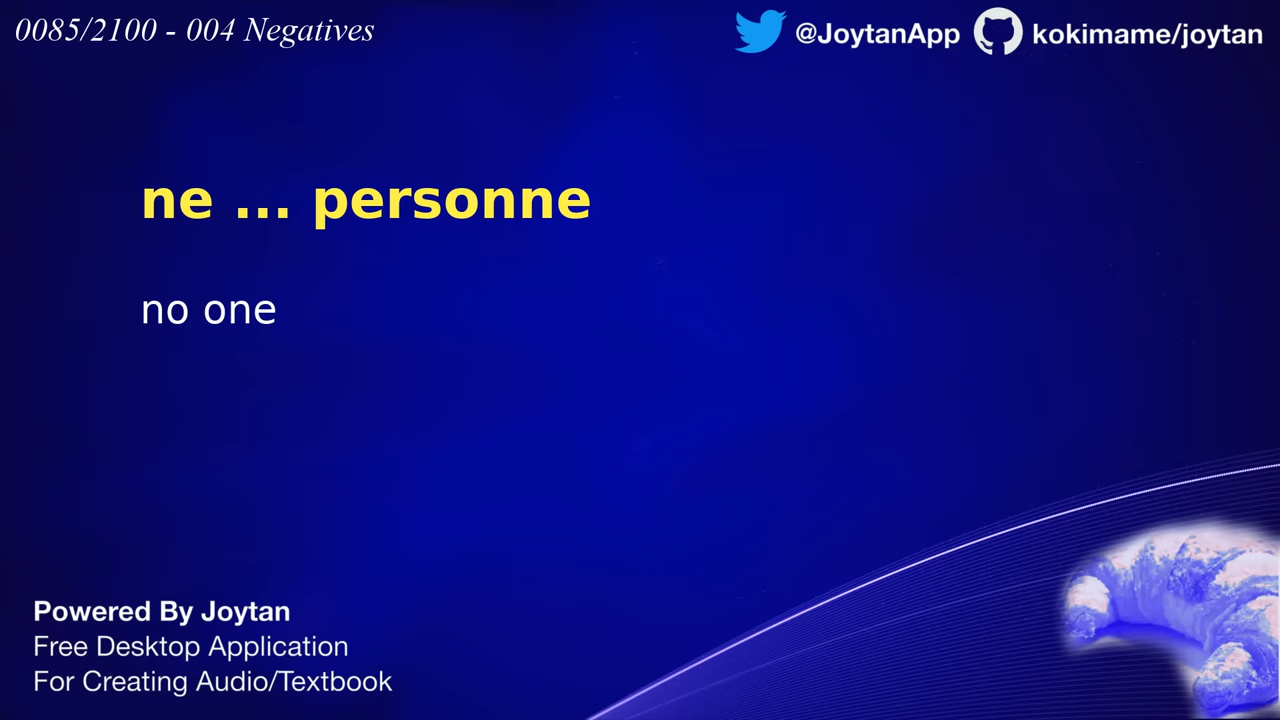 0085/2100 - 004 Negatives
@JoytanApp
kokimame/joytan
ne ... personne
no one
Powered By Joytan
Free Desktop Application
For Creating Audio/Textbook